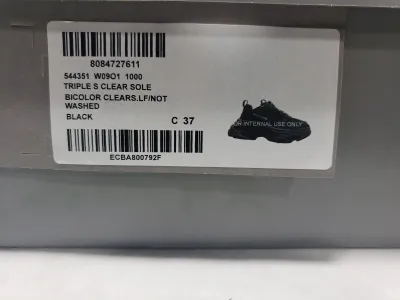 8084727611
544351 W09O1 1000
TRIPLE S CLEAR SOLE
BICOLOR CLEARS.LF/NOT
WASHED
BLACK
C 37
FOR INTERNAL USE ONLY
ECBA800792F